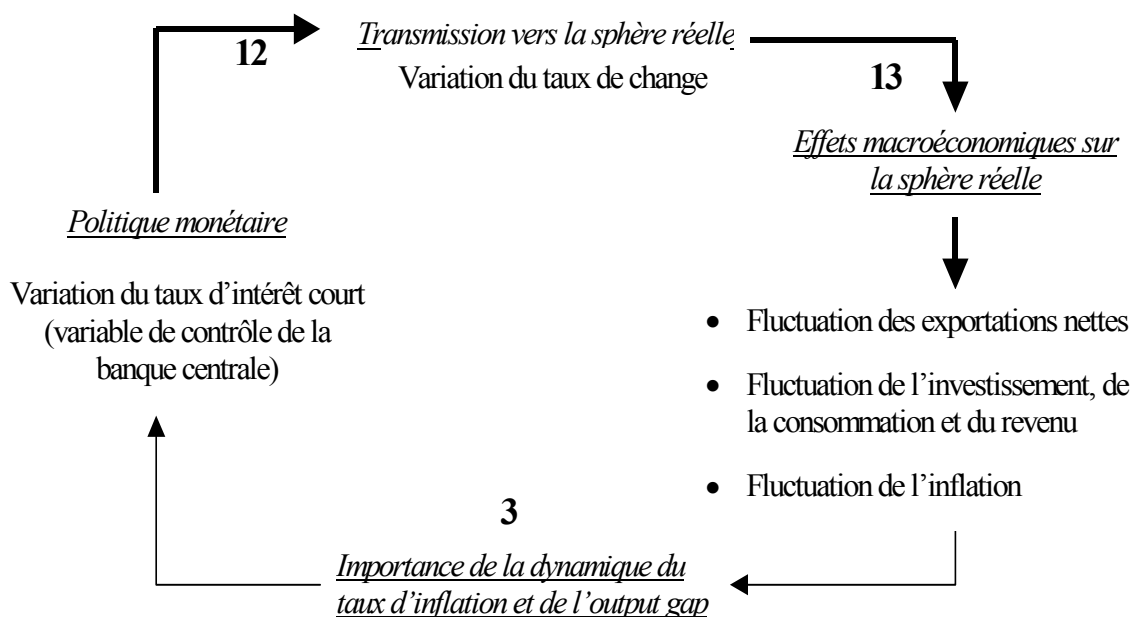 12
Transmission vers la sphère réelle
Variation du taux de change
13
Effets macroéconomiques sur
la sphère réelle
Politique monétaire
Variation du taux d’intérêt court
(variable de contrôle de la
banque centrale)
• Fluctuation des exportations nettes
• Fluctuation de l’investissement, de
la consommation et du revenu
• Fluctuation de l’inflation
3
Importance de la dynamique du
taux d’inflation et de l’output gap